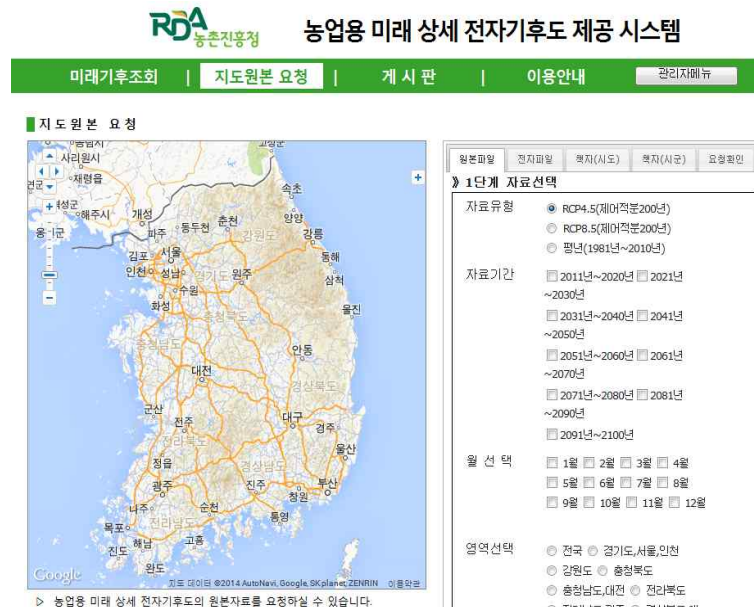 RDA 농촌진흥청
농업용 미래 상세 전자기후도 제공 시스템
미래기후조회 | 지도원본 요청 | 게 시 판 | 이용안내
관리자메뉴
지도원본 요청
사리원시
재령읍
해주시
개성
파주
동두천
춘천
속초
양양
강릉
강원도
김포
서울
인천
성남
경기도
원주
동해
삼척
수원
화성
충청북도
울진
충청남도
안동
대전
경상북도
군산
전주
대구
경주
전라북도
울산
정읍
경상남도
광주
진주
부산
창원
나주
순천
통영
목포
전라남도
해남
고흥
진도
완도
Google
지도 데이터 ©2014 AutoNavi, Google, SKplanet, ZENRIN 이용약관
▷ 농업용 미래 상세 전자기후도의 원본자료를 요청하실 수 있습니다.
원본파일 전자파일 책자(시도) 책자(시군) 요청확인
》 1단계 자료선택
자료유형 RCP4.5(제어적분200년)
RCP8.5(제어적분200년)
평년(1981년~2010년)
자료기간 2011년~2020년 2021년
~2030년
2031년~2040년 2041년
~2050년
2051년~2060년 2061년
~2070년
2071년~2080년 2081년
~2090년
2091년~2100년
월 선 택 1월 2월 3월 4월
5월 6월 7월 8월
9월 10월 11월 12월
영역선택 전국 경기도,서울,인천
강원도 충청북도
충청남도,대전 전라북도